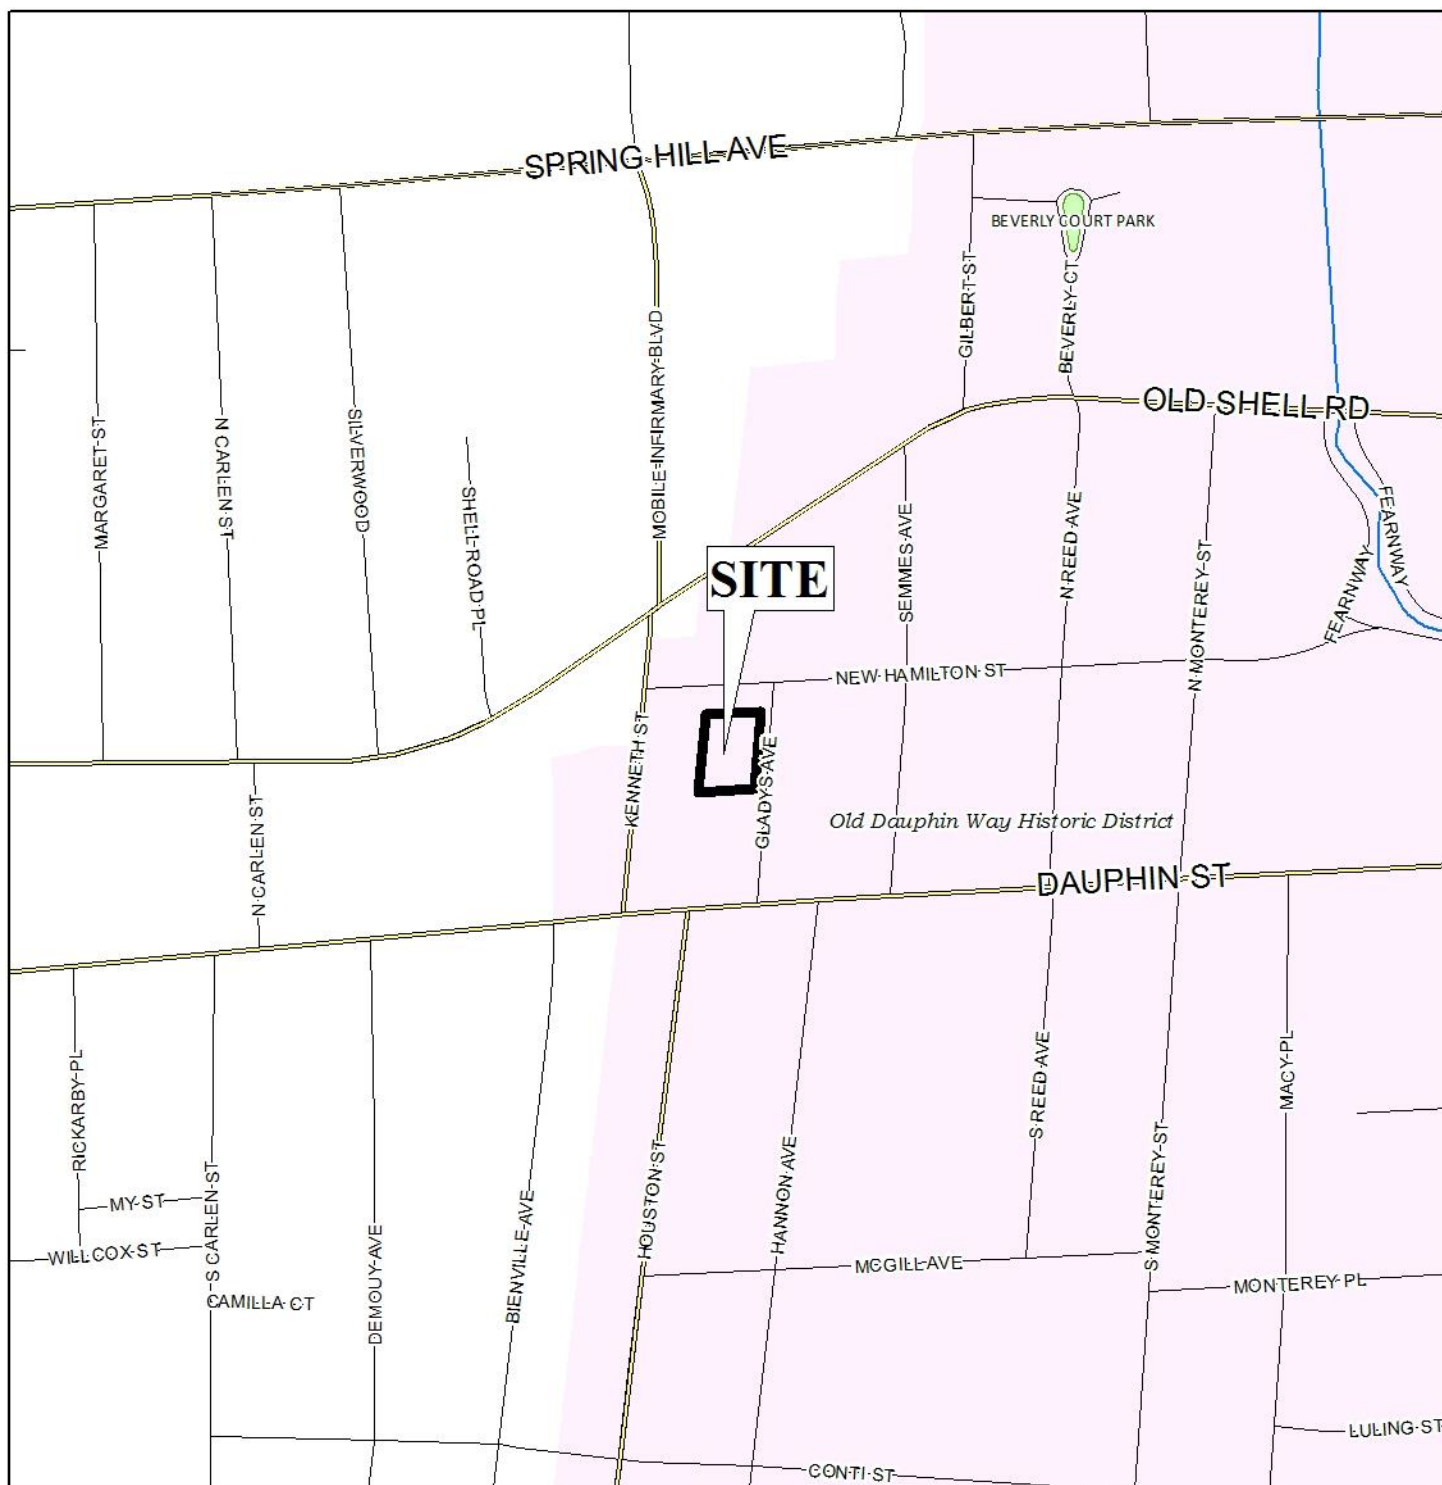 SPRING HILL AVE
BEVERLY COURT PARK
GILBERT ST
BEVERLY CT
MOBILE INFIRMARY BLVD
OLD SHELL RD
MARGARET ST
N CARLEN ST
SILVERWOOD
SHELL ROAD PL
SITE
SEMMES AVE
N REED AVE
N MONTEREY ST
FEARNWAY
FEARNWAY
NEW HAMILTON ST
KENNETH ST
GLADYS AVE
N CARLEN ST
Old Dauphin Way Historic District
DAUPHIN ST
RICKARBY PL
MY ST
WILLCOX ST
S CARLEN ST
CAMILLA CT
DEMOUY AVE
BIENVILLE AVE
HOUSTON ST
HANNON AVE
S REED AVE
S MONTEREY ST
MACY PL
MCGILL AVE
MONTEREY PL
LULING ST
CONTI ST